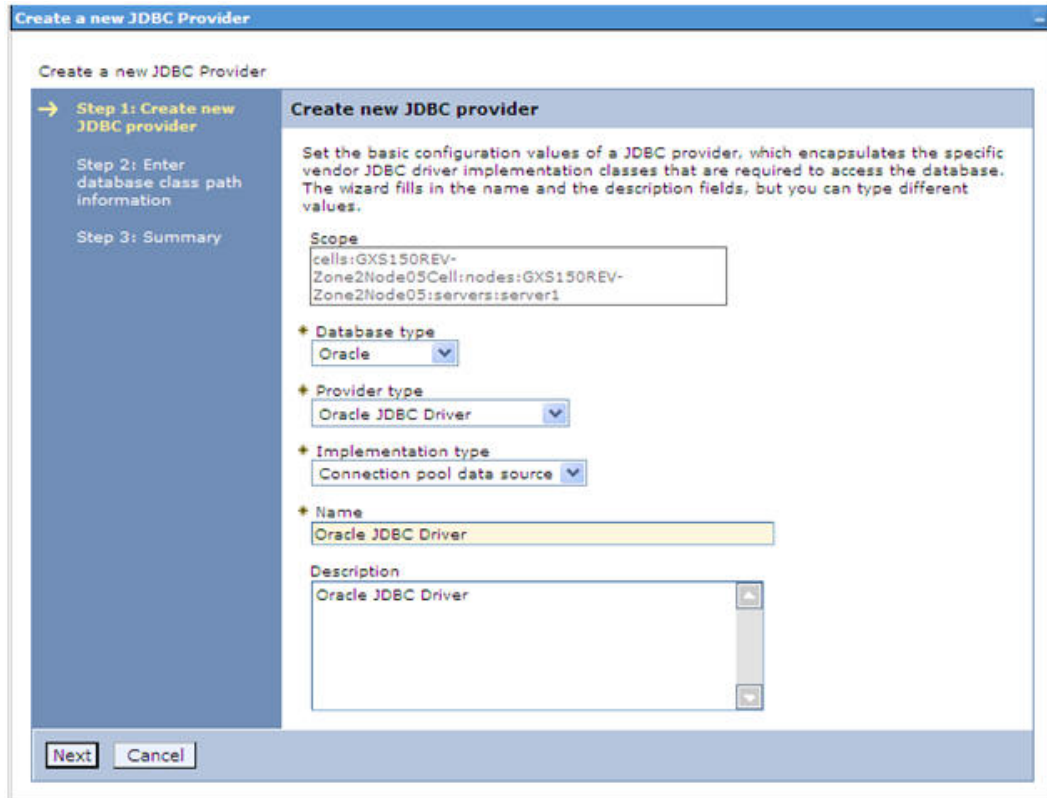 Create a new JDBC Provider
Create a new JDBC Provider
Step 1: Create new
JDBC provider
Step 2: Enter
database class path
information
Step 3: Summary
Create new JDBC provider
Set the basic configuration values of a JDBC provider, which encapsulates the specific
vendor JDBC driver implementation classes that are required to access the database.
The wizard fills in the name and the description fields, but you can type different
values.
Scope
cells:GXS150REV-
Zone2Node05Cell:nodes:GXS150REV-
Zone2Node05:servers:server1
Database type
Oracle
Provider type
Oracle JDBC Driver
Implementation type
Connection pool data source
Name
Oracle JDBC Driver
Description
Oracle JDBC Driver
Next
Cancel